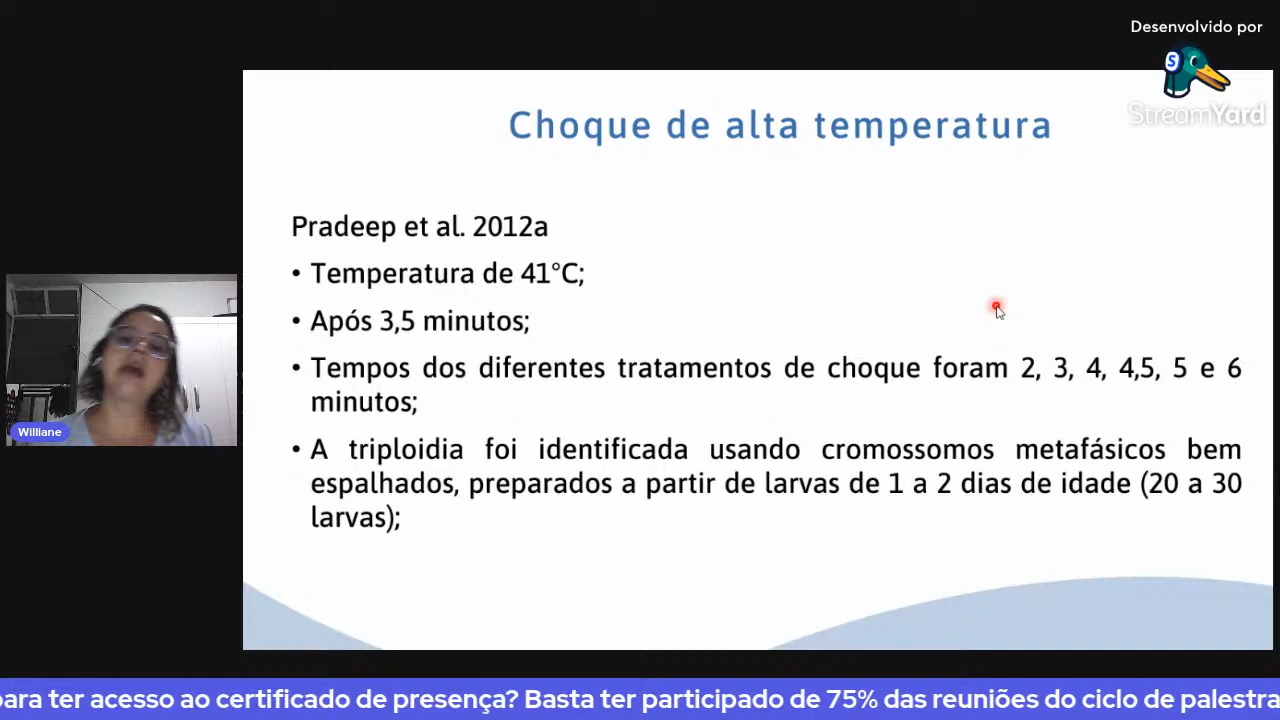 Desenvolvido por
StreamYard
Choque de alta temperatura
Pradeep et al. 2012a
• Temperatura de 41°C;
• Após 3,5 minutos;
• Tempos dos diferentes tratamentos de choque foram 2, 3, 4, 4,5, 5 e 6
minutos;
• A triploidia foi identificada usando cromossomos metafásicos bem
espalhados, preparados a partir de larvas de 1 a 2 dias de idade (20 a 30
larvas);
Williane
para ter acesso ao certificado de presença? Basta ter participado de 75% das reuniões do ciclo de palestra